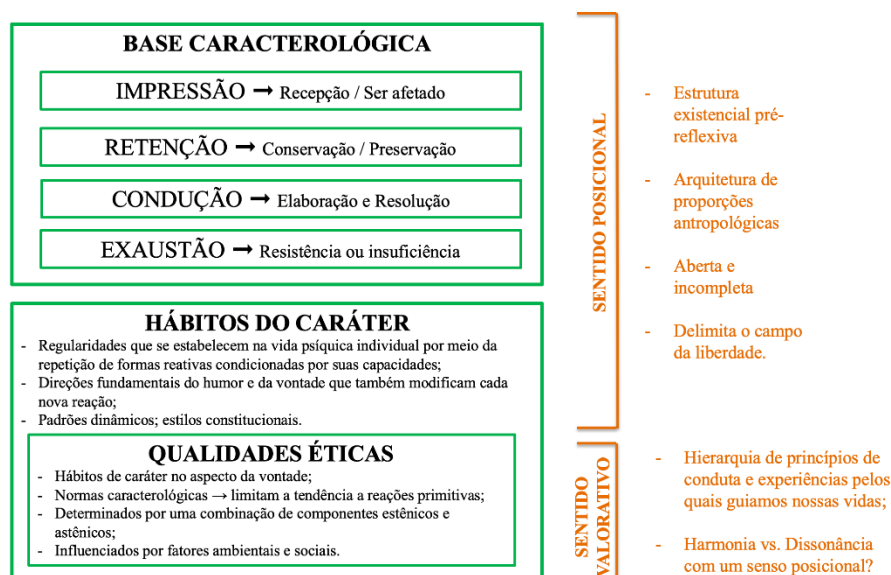 BASE CARACTEROLÓGICA
IMPRESSÃO → Recepção / Ser afetado
RETENÇÃO → Conservação / Preservação
CONDUÇÃO → Elaboração e Resolução
EXAUSTÃO → Resistência ou insuficiência
HÁBITOS DO CARÁTER
- Regularidades que se estabelecem na vida psíquica individual por meio da
repetição de formas reativas condicionadas por suas capacidades;
- Direções fundamentais do humor e da vontade que também modificam cada
nova reação;
- Padrões dinâmicos; estilos constitucionais.
QUALIDADES ÉTICAS
- Hábitos de caráter no aspecto da vontade;
- Normas caracterológicas → limitam a tendência a reações primitivas;
- Determinados por uma combinação de componentes estênicos e
astênicos;
- Influenciados por fatores ambientais e sociais.
SENTIDO POSICIONAL
- Estrutura
existencial pré-
reflexiva
- Arquitetura de
proporções
antropológicas
- Aberta e
incompleta
- Delimita o campo
da liberdade.
SENTIDO
VALORATIVO
- Hierarquia de princípios de
conduta e experiências pelos
quais guiamos nossas vidas;
- Harmonia vs. Dissonância
com um senso posicional?